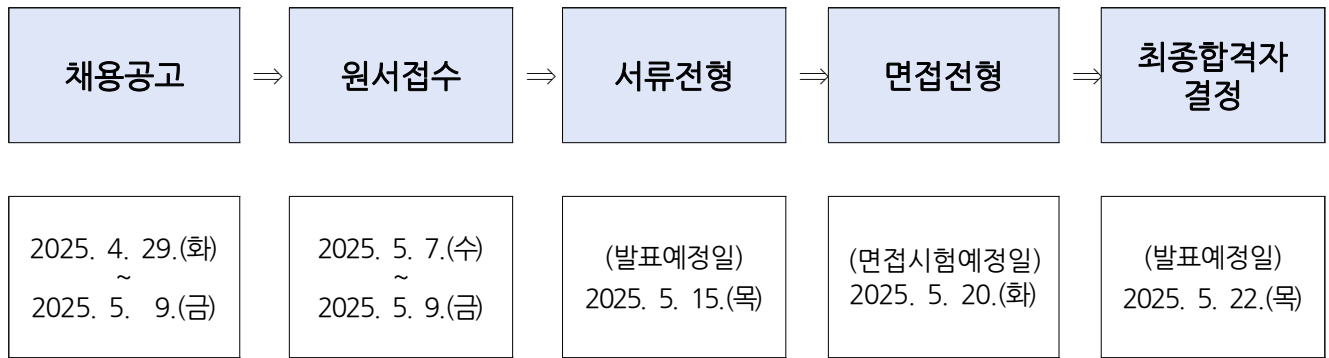 채용공고 ⇒ 원서접수 ⇒ 서류전형 ⇒ 면접전형 ⇒ 최종합격자
결정
2025. 4. 29.(화)
~
2025. 5. 9.(금)
2025. 5. 7.(수)
~
2025. 5. 9.(금)
(발표예정일)
2025. 5. 15.(목)
(면접시험예정일)
2025. 5. 20.(화)
(발표예정일)
2025. 5. 22.(목)